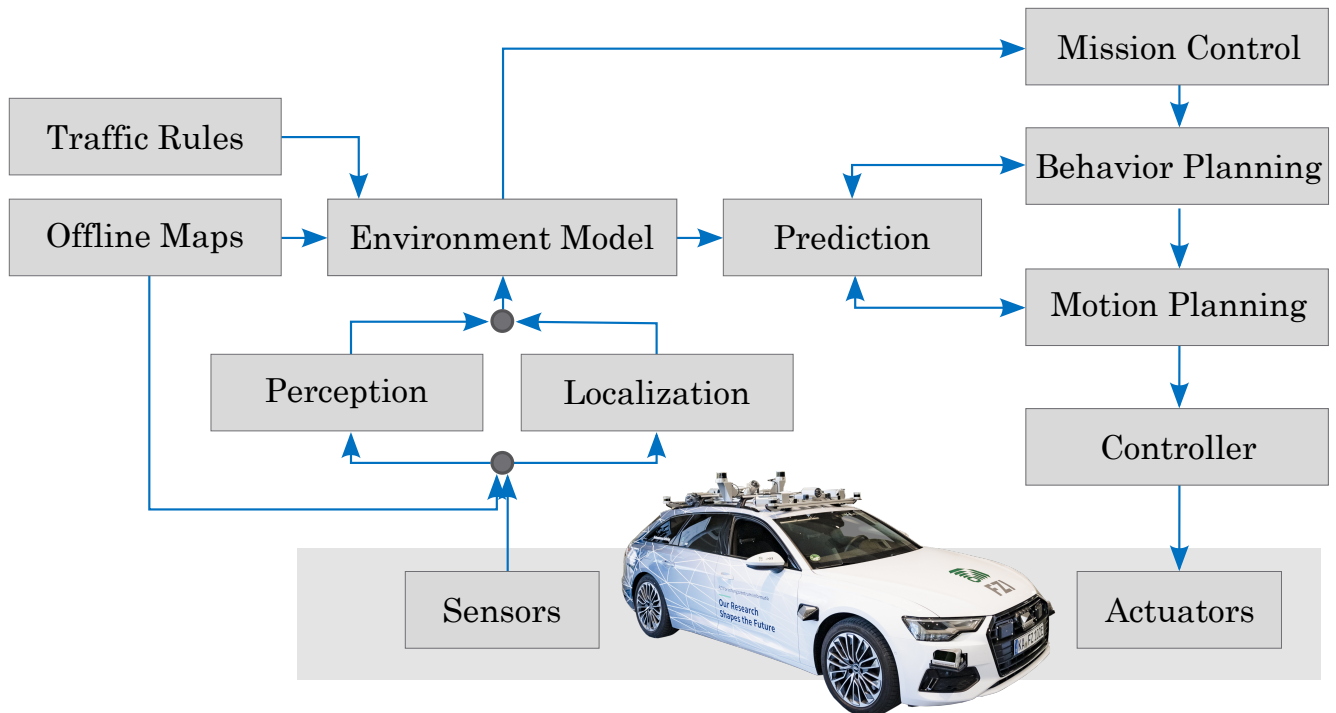 Mission Control
Traffic Rules
Behavior Planning
Offline Maps
Environment Model
Prediction
Motion Planning
Perception
Localization
Controller
Sensors
Our Research
Shapes the Future
FZI
Actuators